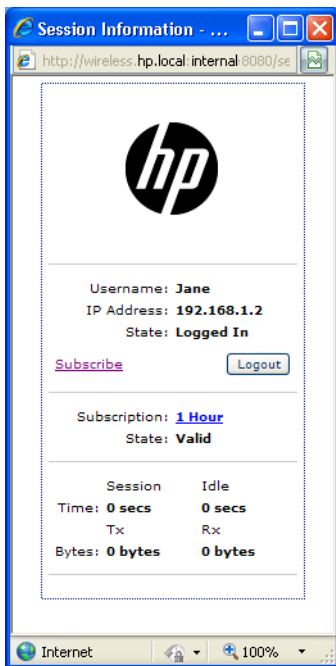 Session Information - ...
http://wireless.hp.local:internal:8080/se
hp
Username: Jane
IP Address: 192.168.1.2
State: Logged In
Subscribe Logout
Subscription: 1 Hour
State: Valid
Session Idle
Time: 0 secs 0 secs
Tx Rx
Bytes: 0 bytes 0 bytes
Internet 100%